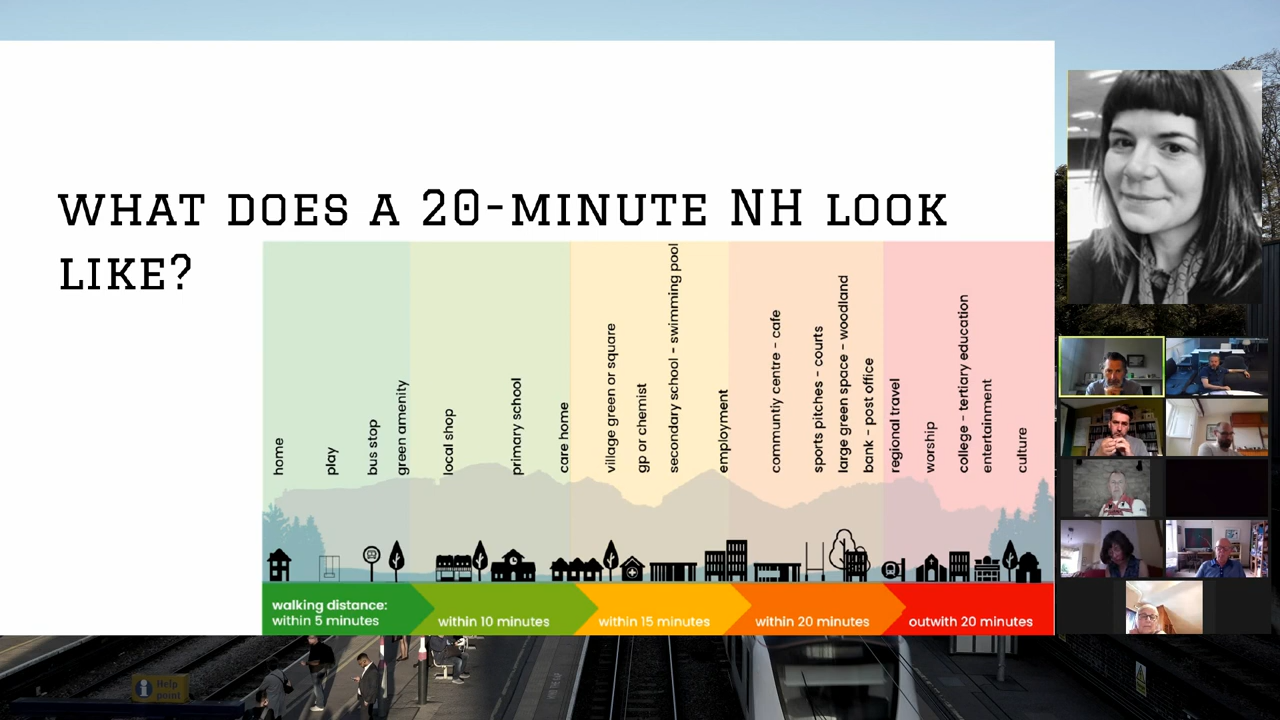 WHAT DOES A 20-MINUTE NH LOOK
LIKE?
home
play
bus stop
green amenity
local shop
primary school
care home
village green or square
gp or chemist
secondary school - swimming pool
employment
communtiy centre - cafe
sports pitches - courts
large green space - woodland
bank - post office
regional travel
worship
college - tertiary education
entertainment
culture
walking distance:
within 5 minutes
within 10 minutes
within 15 minutes
within 20 minutes
outwith 20 minutes
i Help
point